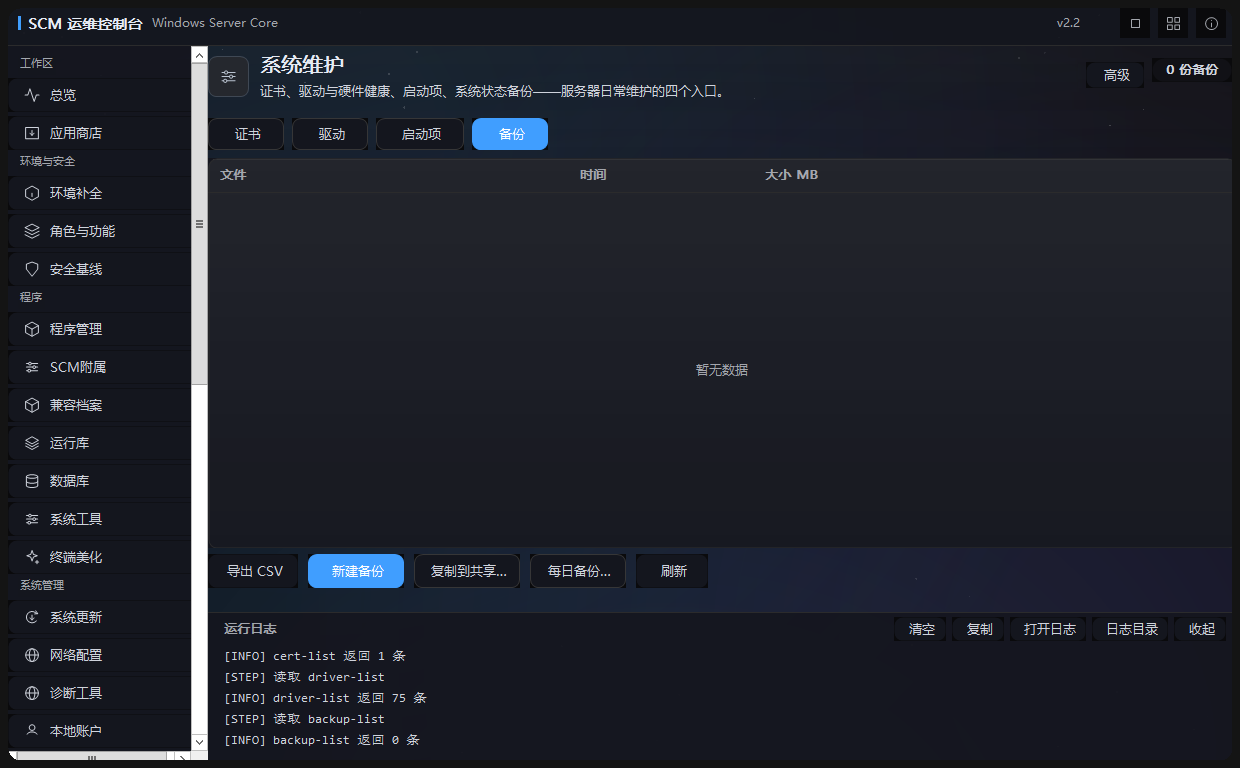 SCM 运维控制台 Windows Server Core v2.2
工作区
总览
应用商店
环境与安全
环境补全
角色与功能
安全基线
程序
程序管理
SCM附属
兼容档案
运行库
数据库
系统工具
终端美化
系统管理
系统更新
网络配置
诊断工具
本地账户
系统维护
证书、驱动与硬件健康、启动项、系统状态备份——服务器日常维护的四个入口。
高级 0 份备份
证书 驱动 启动项 备份
文件 时间 大小 MB
暂无数据
导出 CSV 新建备份 复制到共享... 每日备份... 刷新
运行日志 清空 复制 打开日志 日志目录 收起
[INFO] cert-list 返回 1 条
[STEP] 读取 driver-list
[INFO] driver-list 返回 75 条
[STEP] 读取 backup-list
[INFO] backup-list 返回 0 条